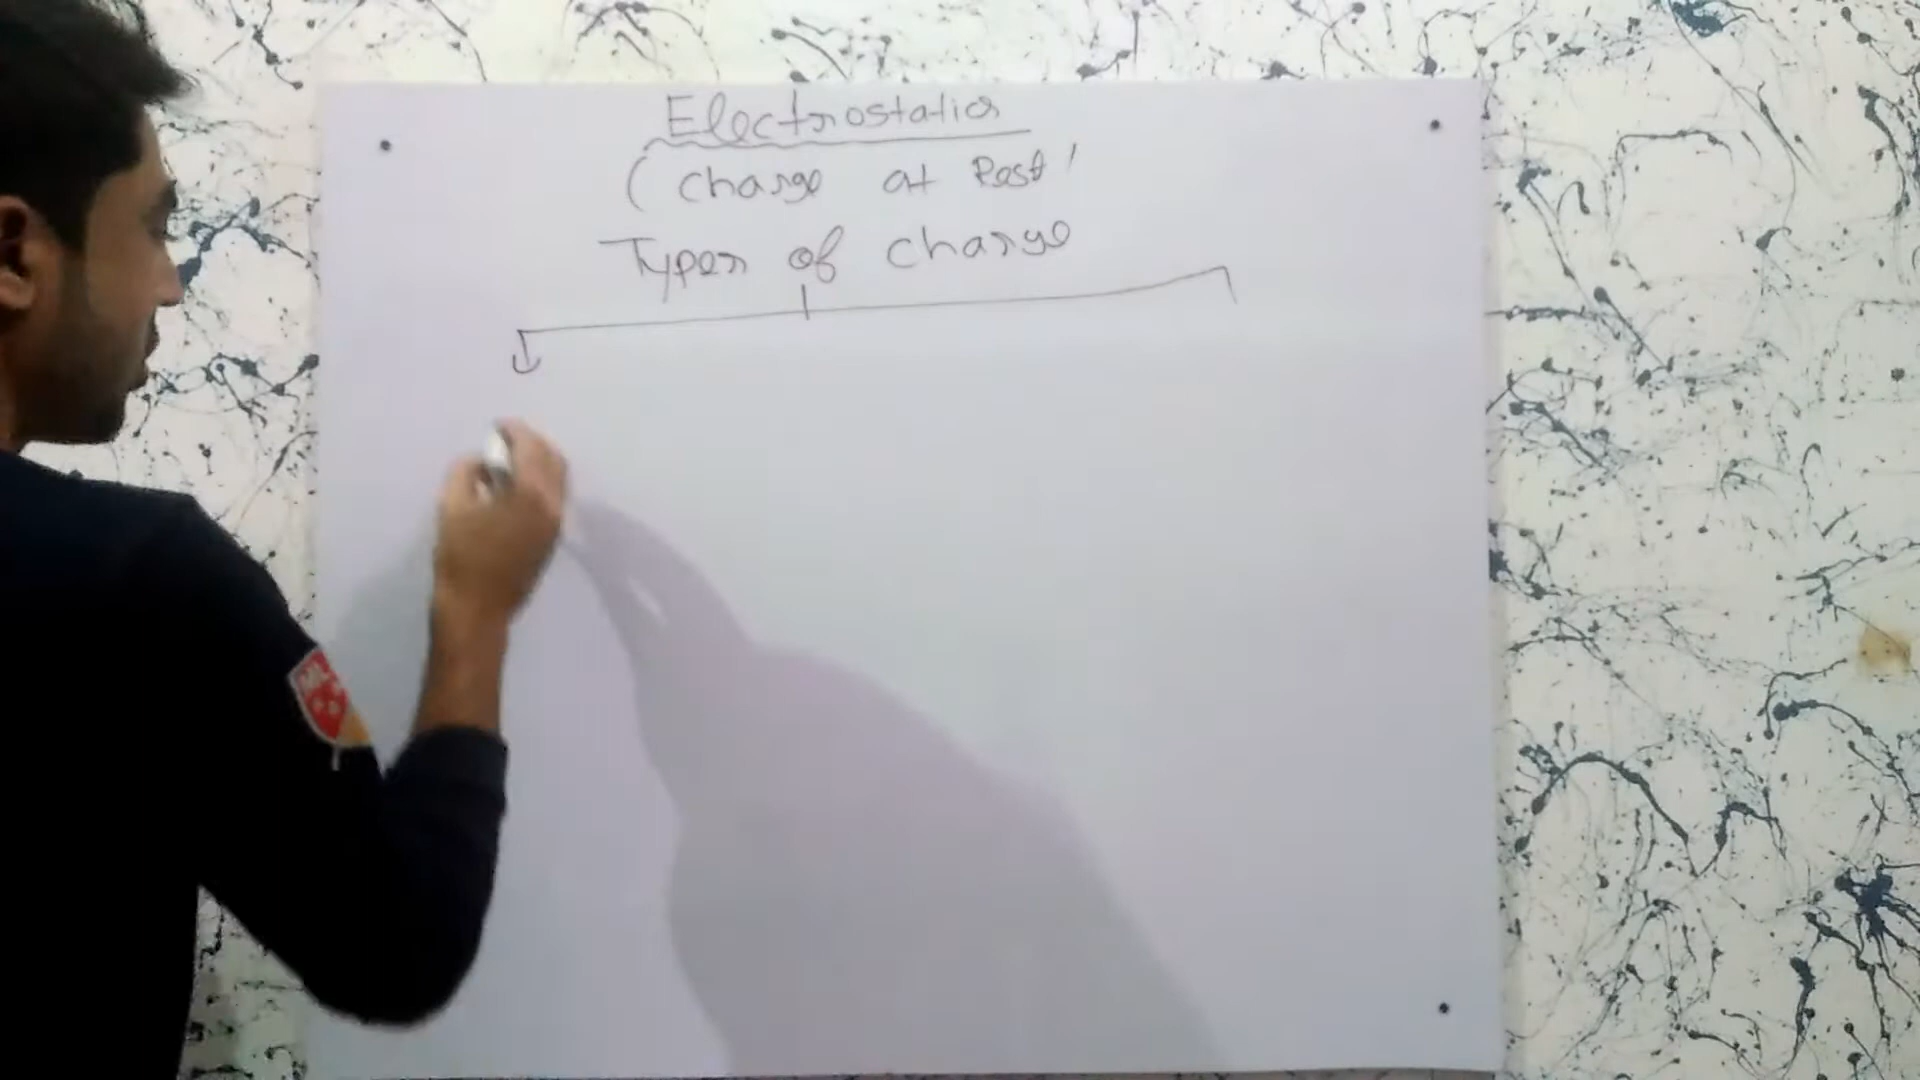 Electrostatics
(charge at Rest)
Types of charge